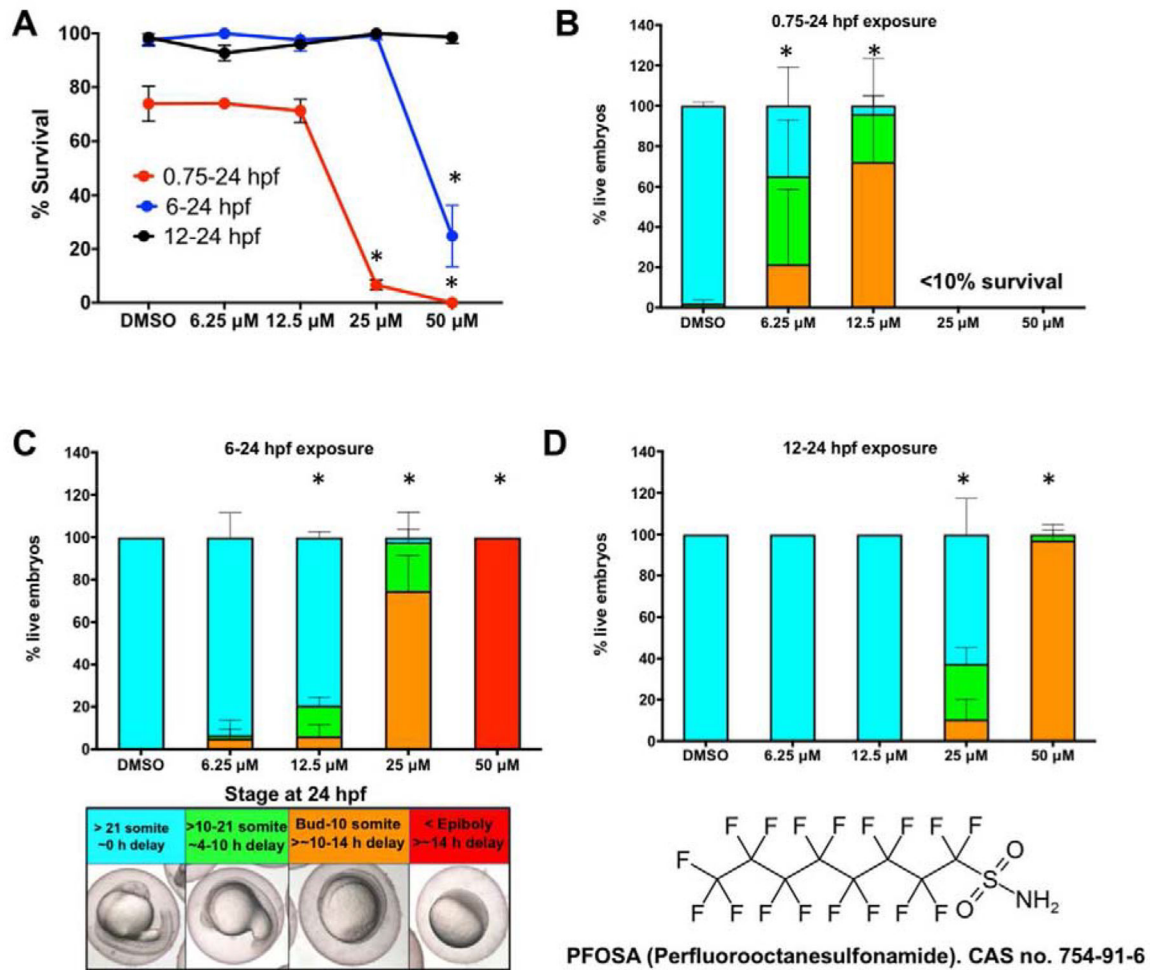 A
100
80
60
40
20
0
% Survival
0.75-24 hpf
6-24 hpf
12-24 hpf
*
*
*
DMSO 6.25 µM 12.5 µM 25 µM 50 µM
B
0.75-24 hpf exposure
140
120
100
80
60
40
20
0
% live embryos
* *
<10% survival
DMSO 6.25 µM 12.5 µM 25 µM 50 µM
C
6-24 hpf exposure
140
120
100
80
60
40
20
0
% live embryos
* * *
DMSO 6.25 µM 12.5 µM 25 µM 50 µM
D
12-24 hpf exposure
140
120
100
80
60
40
20
0
% live embryos
* *
DMSO 6.25 µM 12.5 µM 25 µM 50 µM
Stage at 24 hpf
> 21 somite
~0 h delay
>10-21 somite
~4-10 h delay
Bud-10 somite
>~10-14 h delay
< Epiboly
>~14 h delay
F F F F F F F F
F
F F F F F F F F
O
S
O
NH2
PFOSA (Perfluorooctanesulfonamide). CAS no. 754-91-6